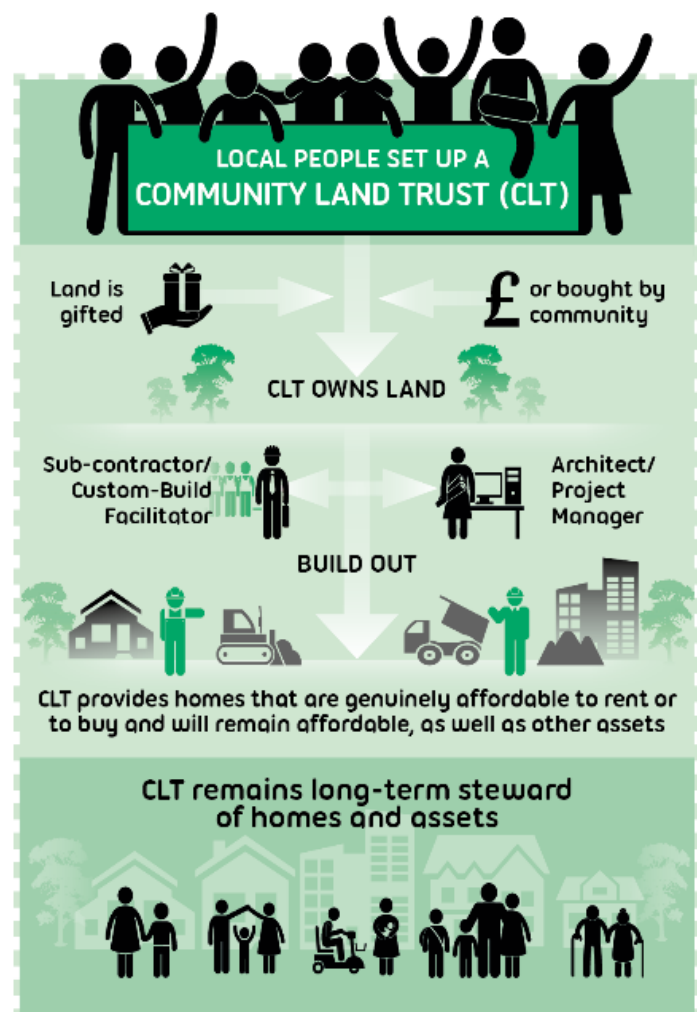 LOCAL PEOPLE SET UP A
COMMUNITY LAND TRUST (CLT)
Land is
gifted
£
or bought by
community
CLT OWNS LAND
Sub-contractor/
Custom-Build
Facilitator
Architect/
Project
Manager
BUILD OUT
CLT provides homes that are genuinely affordable to rent or
to buy and will remain affordable, as well as other assets
CLT remains long-term steward
of homes and assets